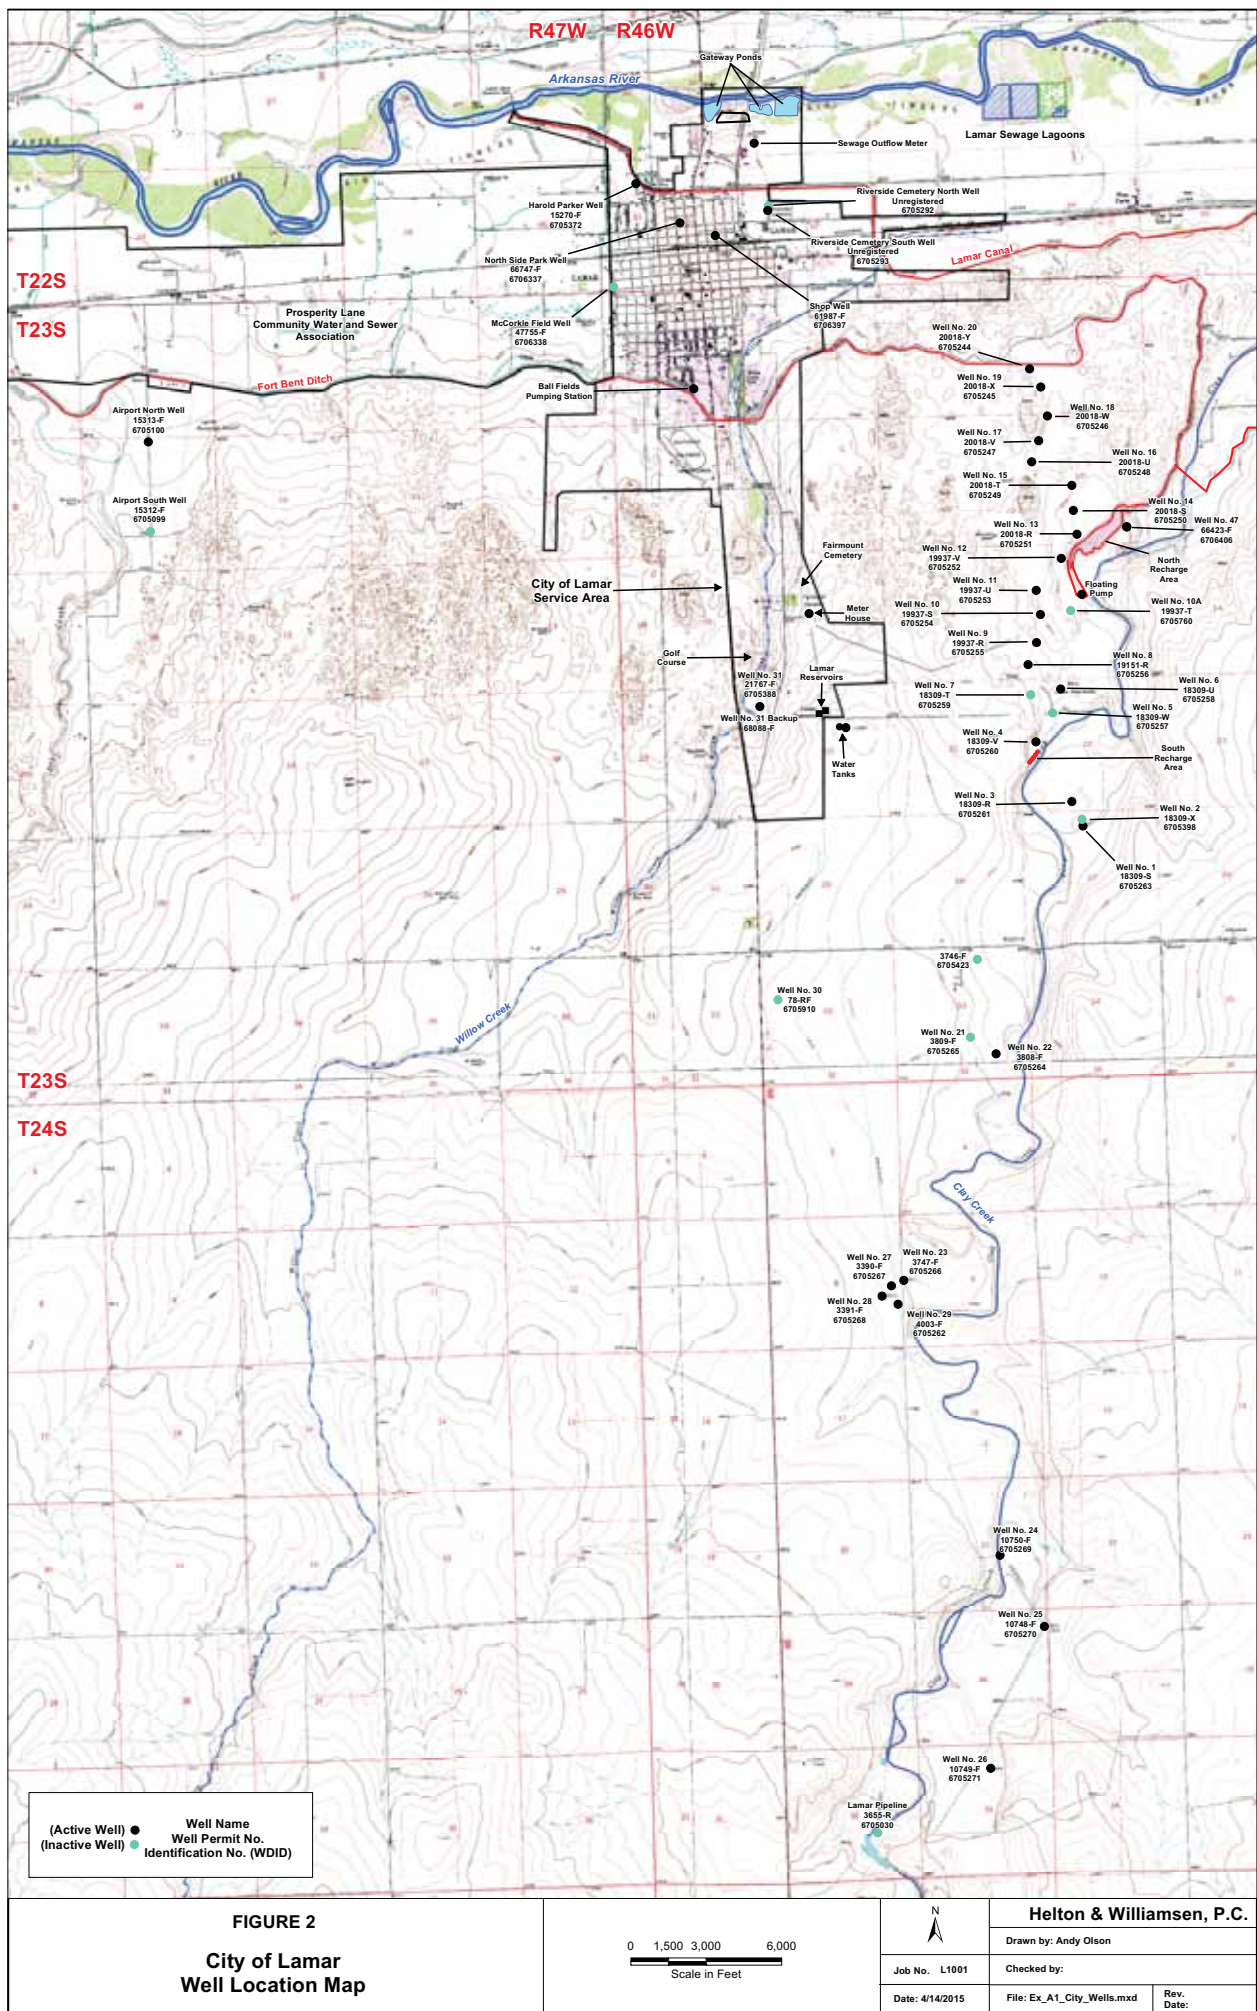 R47W R46W
Gateway Ponds
Arkansas River
Lamar Sewage Lagoons
Sewage Outflow Meter
Harold Parker Well
15270-F
6705372
Riverside Cemetery North Well
Unregistered
6705292
Riverside Cemetery South Well
Unregistered
6705293
North Side Park Well
66747-F
6706337
Lamar Canal
T22S
T23S
Prosperity Lane
Community Water and Sewer
Association
McCorkle Field Well
47755-F
6706338
Shop Well
61987-F
6706397
Fort Bent Ditch
Ball Fields
Pumping Station
Well No. 20
20018-Y
6705244
Well No. 19
20018-X
6705245
Well No. 18
20018-W
6705246
Well No. 17
20018-V
6705247
Well No. 16
20018-U
6705248
Well No. 15
20018-T
6705249
Well No. 14
20018-S
6705250
Well No. 47
66423-F
6706406
Well No. 13
20018-R
6705251
Well No. 12
19937-V
6705252
North
Recharge
Area
Airport North Well
15313-F
6705100
Airport South Well
15312-F
6705099
Fairmount
Cemetery
City of Lamar
Service Area
Meter
House
Well No. 11
19937-U
6705253
Floating
Pump
Well No. 10
19937-S
6705254
Well No. 10A
19937-T
6705760
Well No. 9
19937-R
6705255
Well No. 8
19151-R
6705256
Golf
Course
Well No. 31
21767-F
6705388
Well No. 31 Backup
68088-F
Lamar
Reservoirs
Water
Tanks
Well No. 7
18309-T
6705259
Well No. 6
18309-U
6705258
Well No. 5
18309-W
6705257
Well No. 4
18309-V
6705260
South
Recharge
Area
Well No. 3
18309-R
6705261
Well No. 2
18309-X
6705398
Well No. 1
18309-S
6705263
3746-F
6705423
Well No. 30
78-RF
6705910
Well No. 21
3809-F
6705265
Well No. 22
3808-F
6705264
Willow Creek
T23S
T24S
Clay Creek
Well No. 27
3390-F
6705267
Well No. 23
3747-F
6705266
Well No. 28
3391-F
6705268
Well No. 29
4003-F
6705262
Well No. 24
10750-F
6705269
Well No. 25
10748-F
6705270
Well No. 26
10749-F
6705271
Lamar Pipeline
3655-R
6705030
(Active Well)
(Inactive Well)
Well Name
Well Permit No.
Identification No. (WDID)
FIGURE 2
City of Lamar
Well Location Map
0 1,500 3,000 6,000
Scale in Feet
N
Helton & Williamsen, P.C.
Drawn by: Andy Olson
Job No. L1001
Checked by:
Date: 4/14/2015
File: Ex_A1_City_Wells.mxd
Rev.
Date: